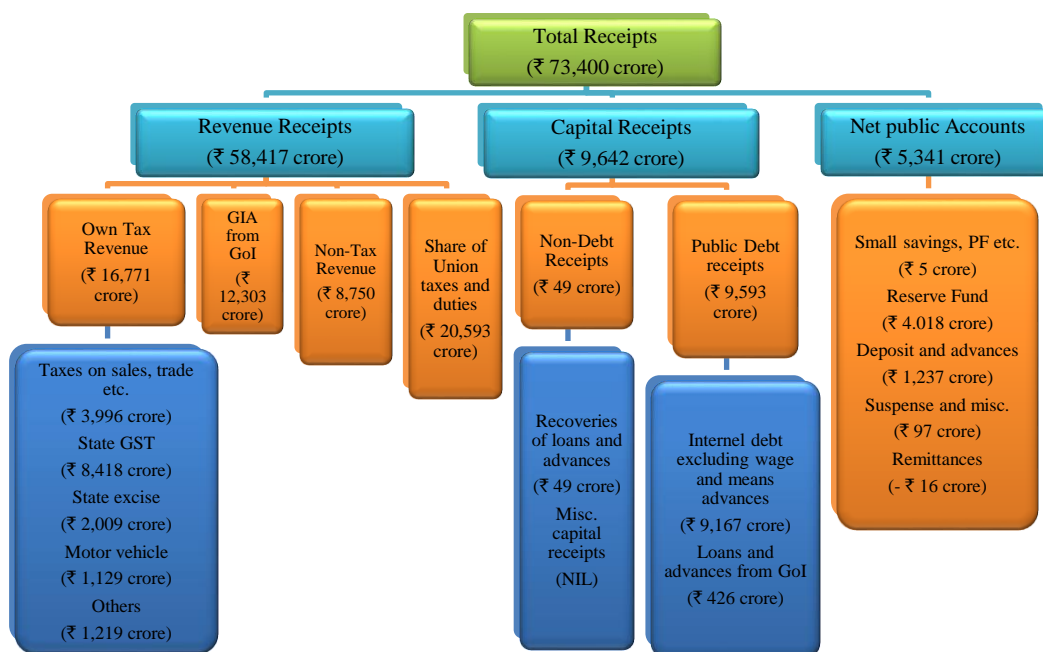 Total Receipts
(₹ 73,400 crore)
Revenue Receipts
(₹ 58,417 crore)
Capital Receipts
(₹ 9,642 crore)
Net public Accounts
(₹ 5,341 crore)
Own Tax
Revenue
(₹ 16,771
crore)
GIA
from
GoI
(₹
12,303
crore)
Non-Tax
Revenue
(₹ 8,750
crore)
Share of
Union
taxes and
duties
(₹ 20,593
crore)
Non-Debt
Receipts
(₹ 49 crore)
Public Debt
receipts
(₹ 9,593
crore)
Small savings, PF etc.
(₹ 5 crore)
Reserve Fund
(₹ 4.018 crore)
Deposit and advances
(₹ 1,237 crore)
Suspense and misc.
(₹ 97 crore)
Remittances
(- ₹ 16 crore)
Taxes on sales, trade
etc.
(₹ 3,996 crore)
State GST
(₹ 8,418 crore)
State excise
(₹ 2,009 crore)
Motor vehicle
(₹ 1,129 crore)
Others
(₹ 1,219 crore)
Recoveries
of loans and
advances
(₹ 49 crore)
Misc.
capital
receipts
(NIL)
Internel debt
excluding wage
and means
advances
(₹ 9,167 crore)
Loans and
advances from GoI
(₹ 426 crore)